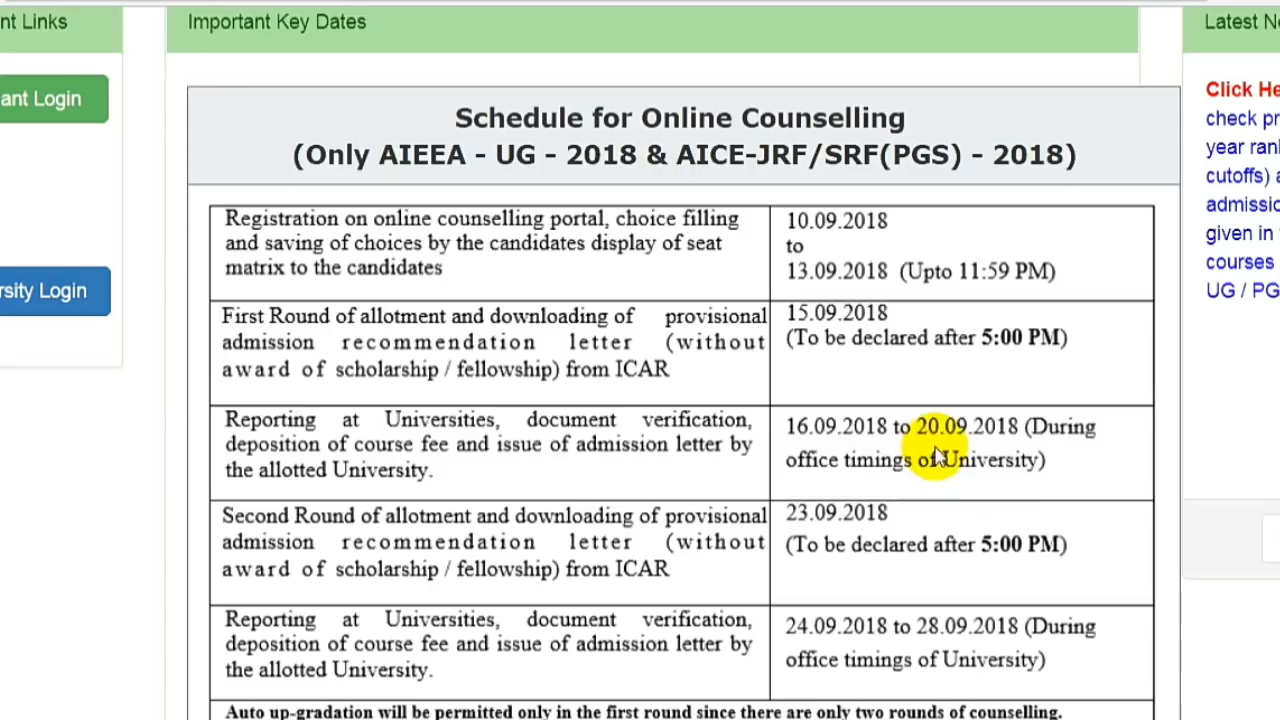 nt Links
ant Login
rsity Login
Important Key Dates
Schedule for Online Counselling
(Only AIEEA - UG - 2018 & AICE-JRF/SRF(PGS) - 2018)
Registration on online counselling portal, choice filling
and saving of choices by the candidates display of seat
matrix to the candidates
10.09.2018
to
13.09.2018 (Upto 11:59 PM)
First Round of allotment and downloading of provisional
admission recommendation letter (without
award of scholarship / fellowship) from ICAR
15.09.2018
(To be declared after 5:00 PM)
Reporting at Universities, document verification,
deposition of course fee and issue of admission letter by
the allotted University.
16.09.2018 to 20.09.2018 (During
office timings of University)
Second Round of allotment and downloading of provisional
admission recommendation letter (without
award of scholarship / fellowship) from ICAR
23.09.2018
(To be declared after 5:00 PM)
Reporting at Universities, document verification,
deposition of course fee and issue of admission letter by
the allotted University.
24.09.2018 to 28.09.2018 (During
office timings of University)
Auto up-gradation will be permitted only in the first round since there are only two rounds of counselling.
Latest Ne
Click He
check pr
year rank
cutoffs) a
admissio
given in
courses
UG / PG